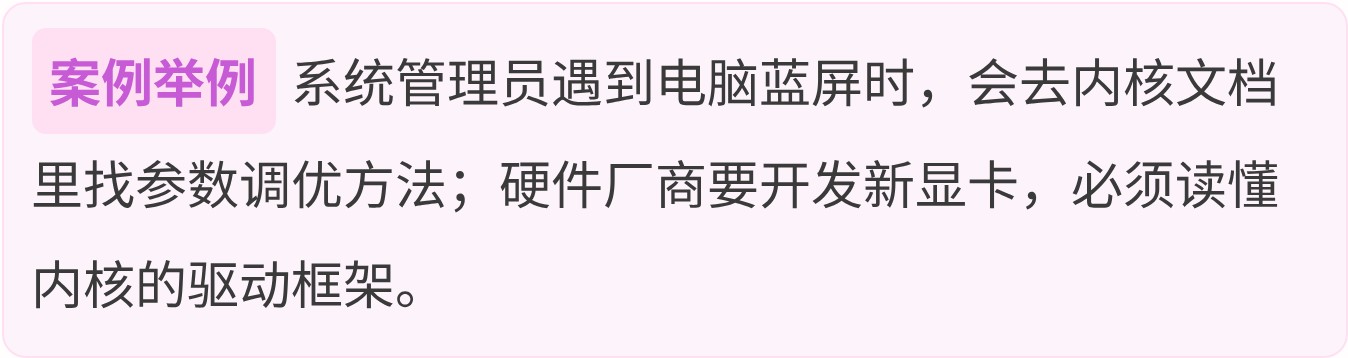 案例举例 系统管理员遇到电脑蓝屏时，会去内核文档
里找参数调优方法；硬件厂商要开发新显卡，必须读懂
内核的驱动框架。